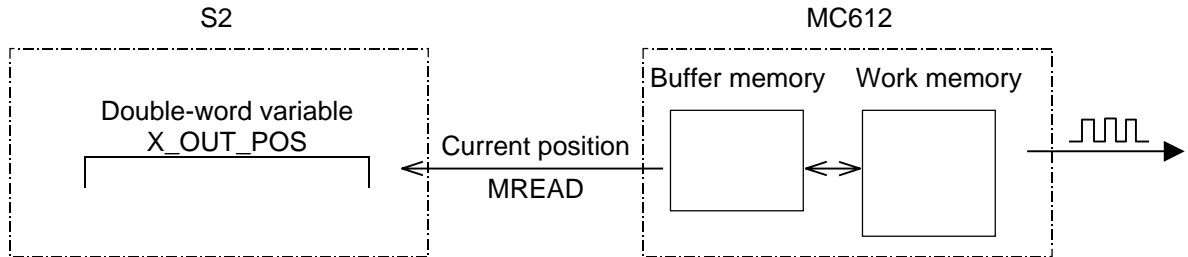 S2
MC612
Buffer memory
Work memory
Double-word variable
X_OUT_POS
Current position
MREAD